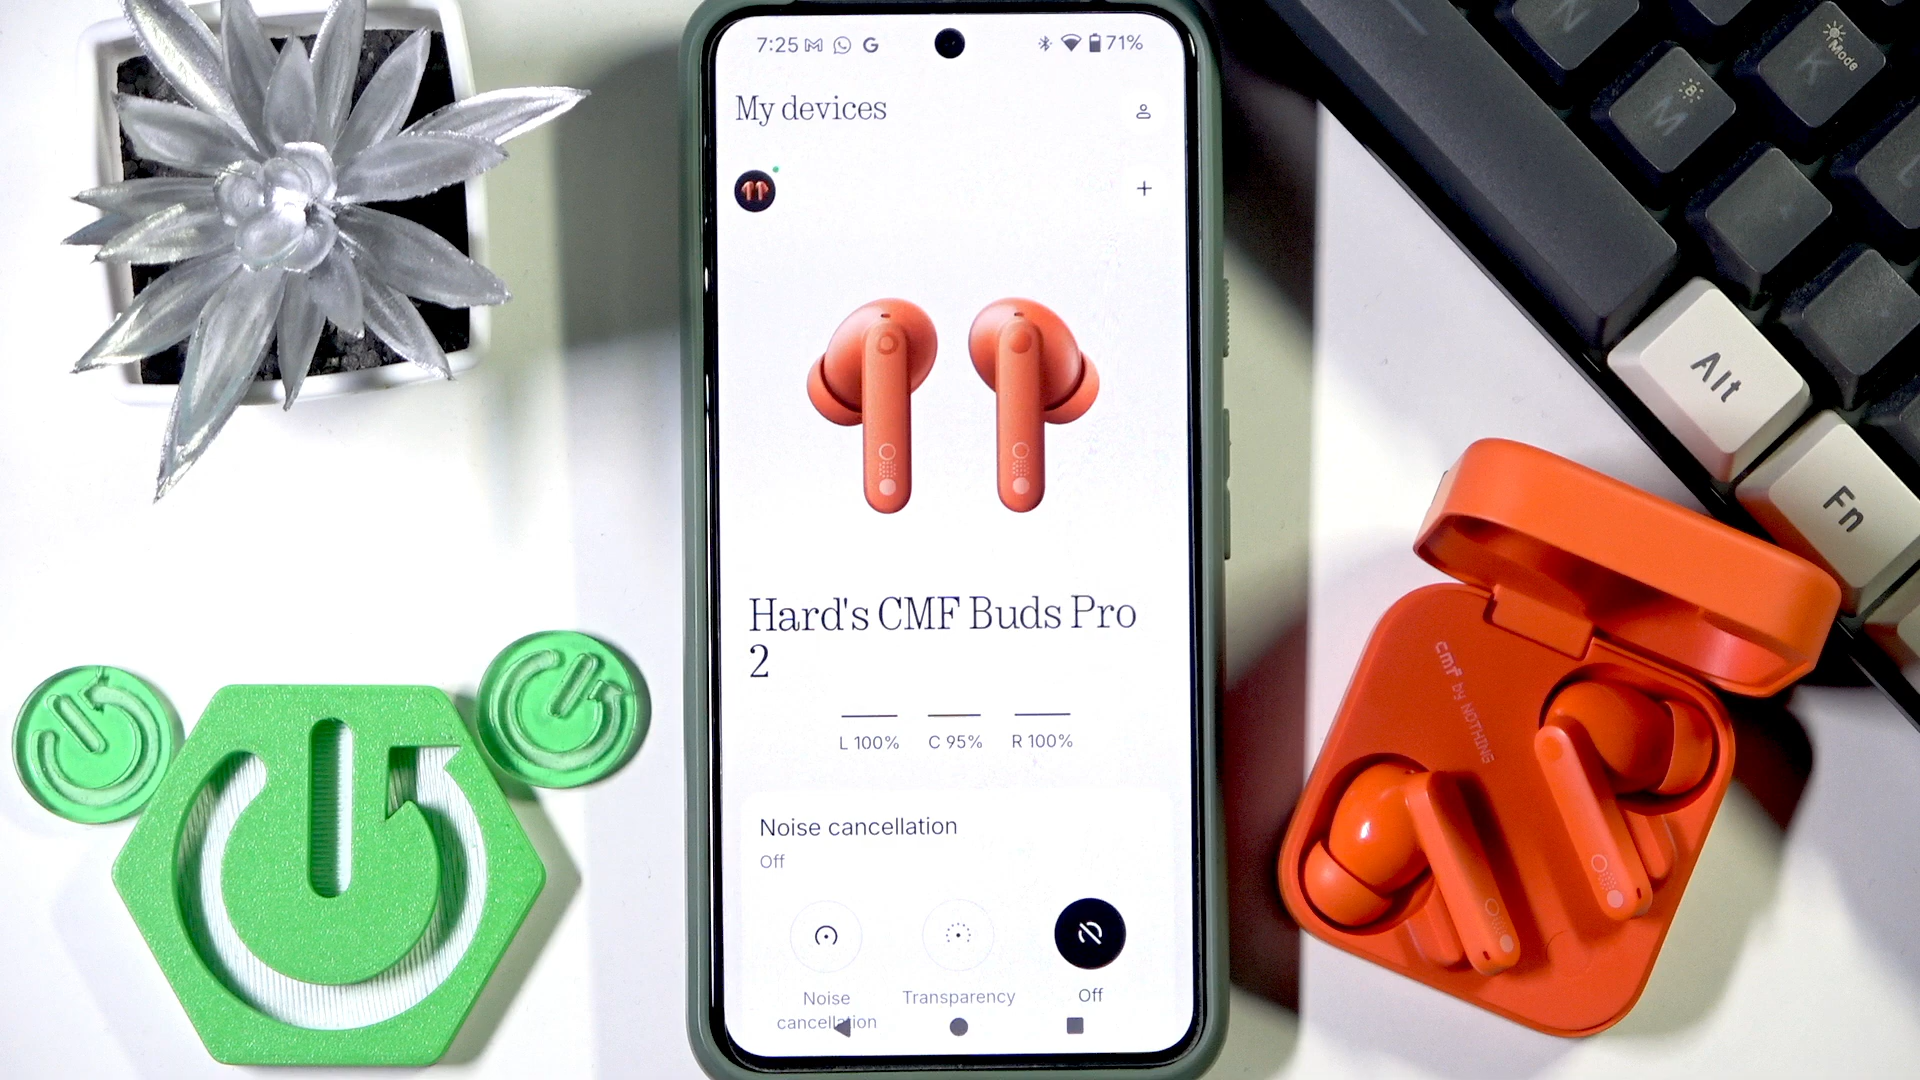 7:25
71%
My devices
Hard's CMF Buds Pro
2
L 100%
C 95%
R 100%
Noise cancellation
Off
Noise
cancellation
Transparency
Off
N
M
K
Mode
Alt
Fn
cmf by NOTHING